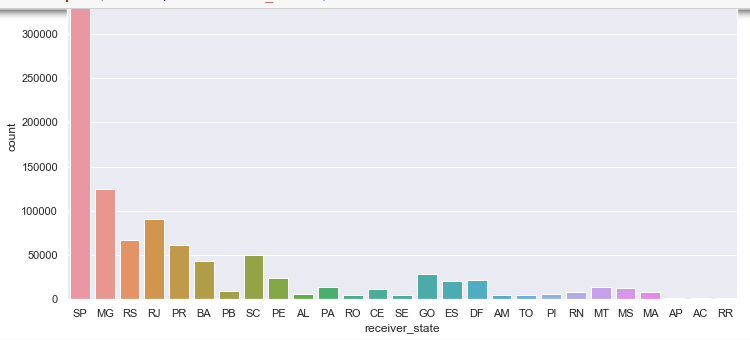 300000
250000
200000
150000
100000
50000
0
count
SP MG RS RJ PR BA PB SC PE AL PA RO CE SE GO ES DF AM TO PI RN MT MS MA AP AC RR
receiver_state